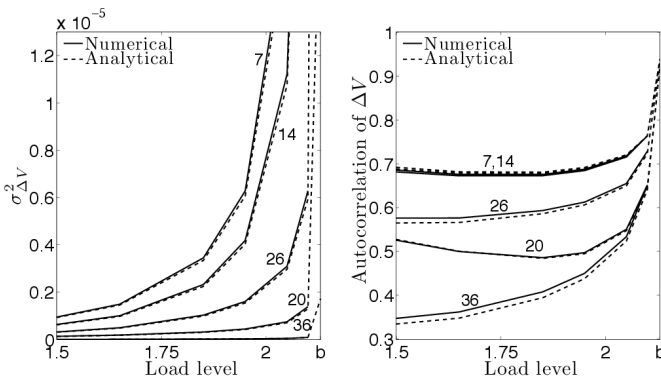 x 10⁻⁵
Numerical
Analytical
σ²ΔV
1.2
1
0.8
0.6
0.4
0.2
0
7
14
26
20
36
1.5
1.75
2
b
Load level
Numerical
Analytical
Autocorrelation of ΔV
1
0.9
0.8
0.7
0.6
0.5
0.4
0.3
7,14
26
20
36
1.5
1.75
2
b
Load level